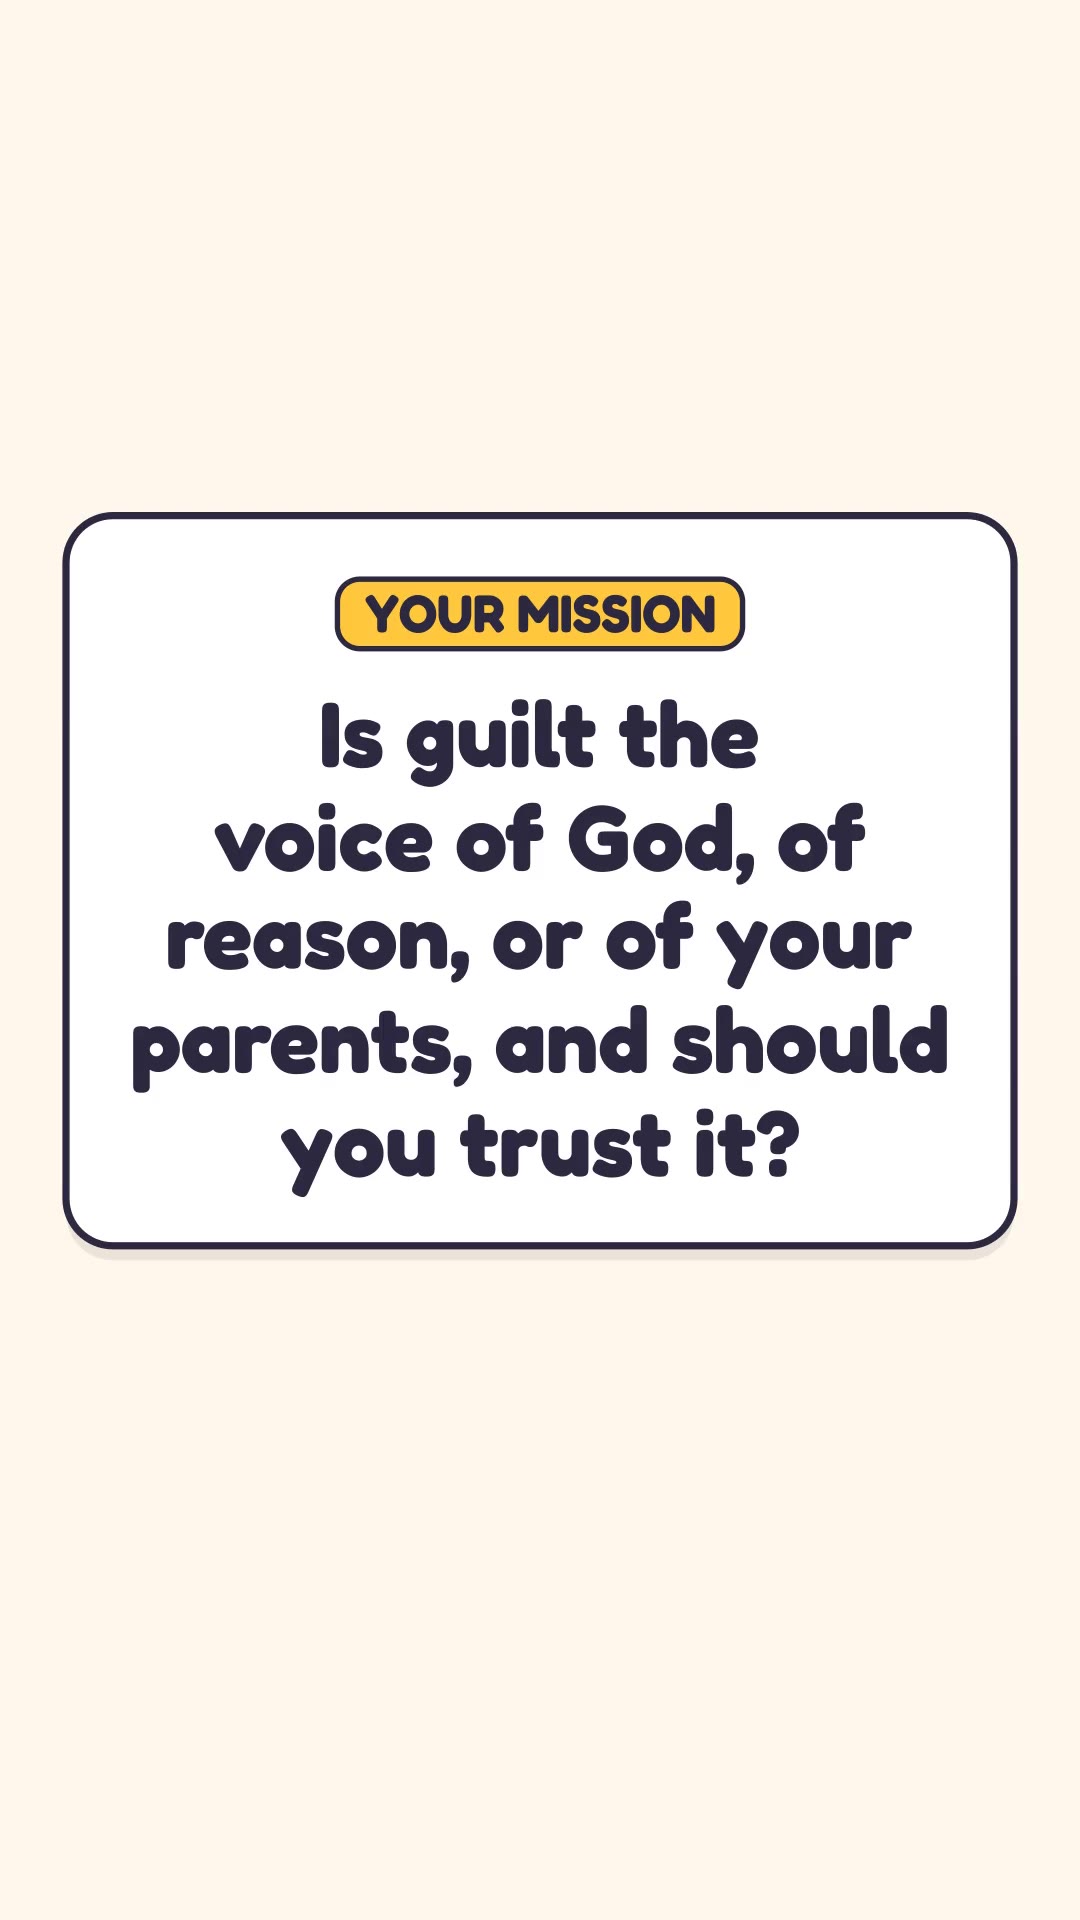 YOUR MISSION
Is guilt the
voice of God, of
reason, or of your
parents, and should
you trust it?